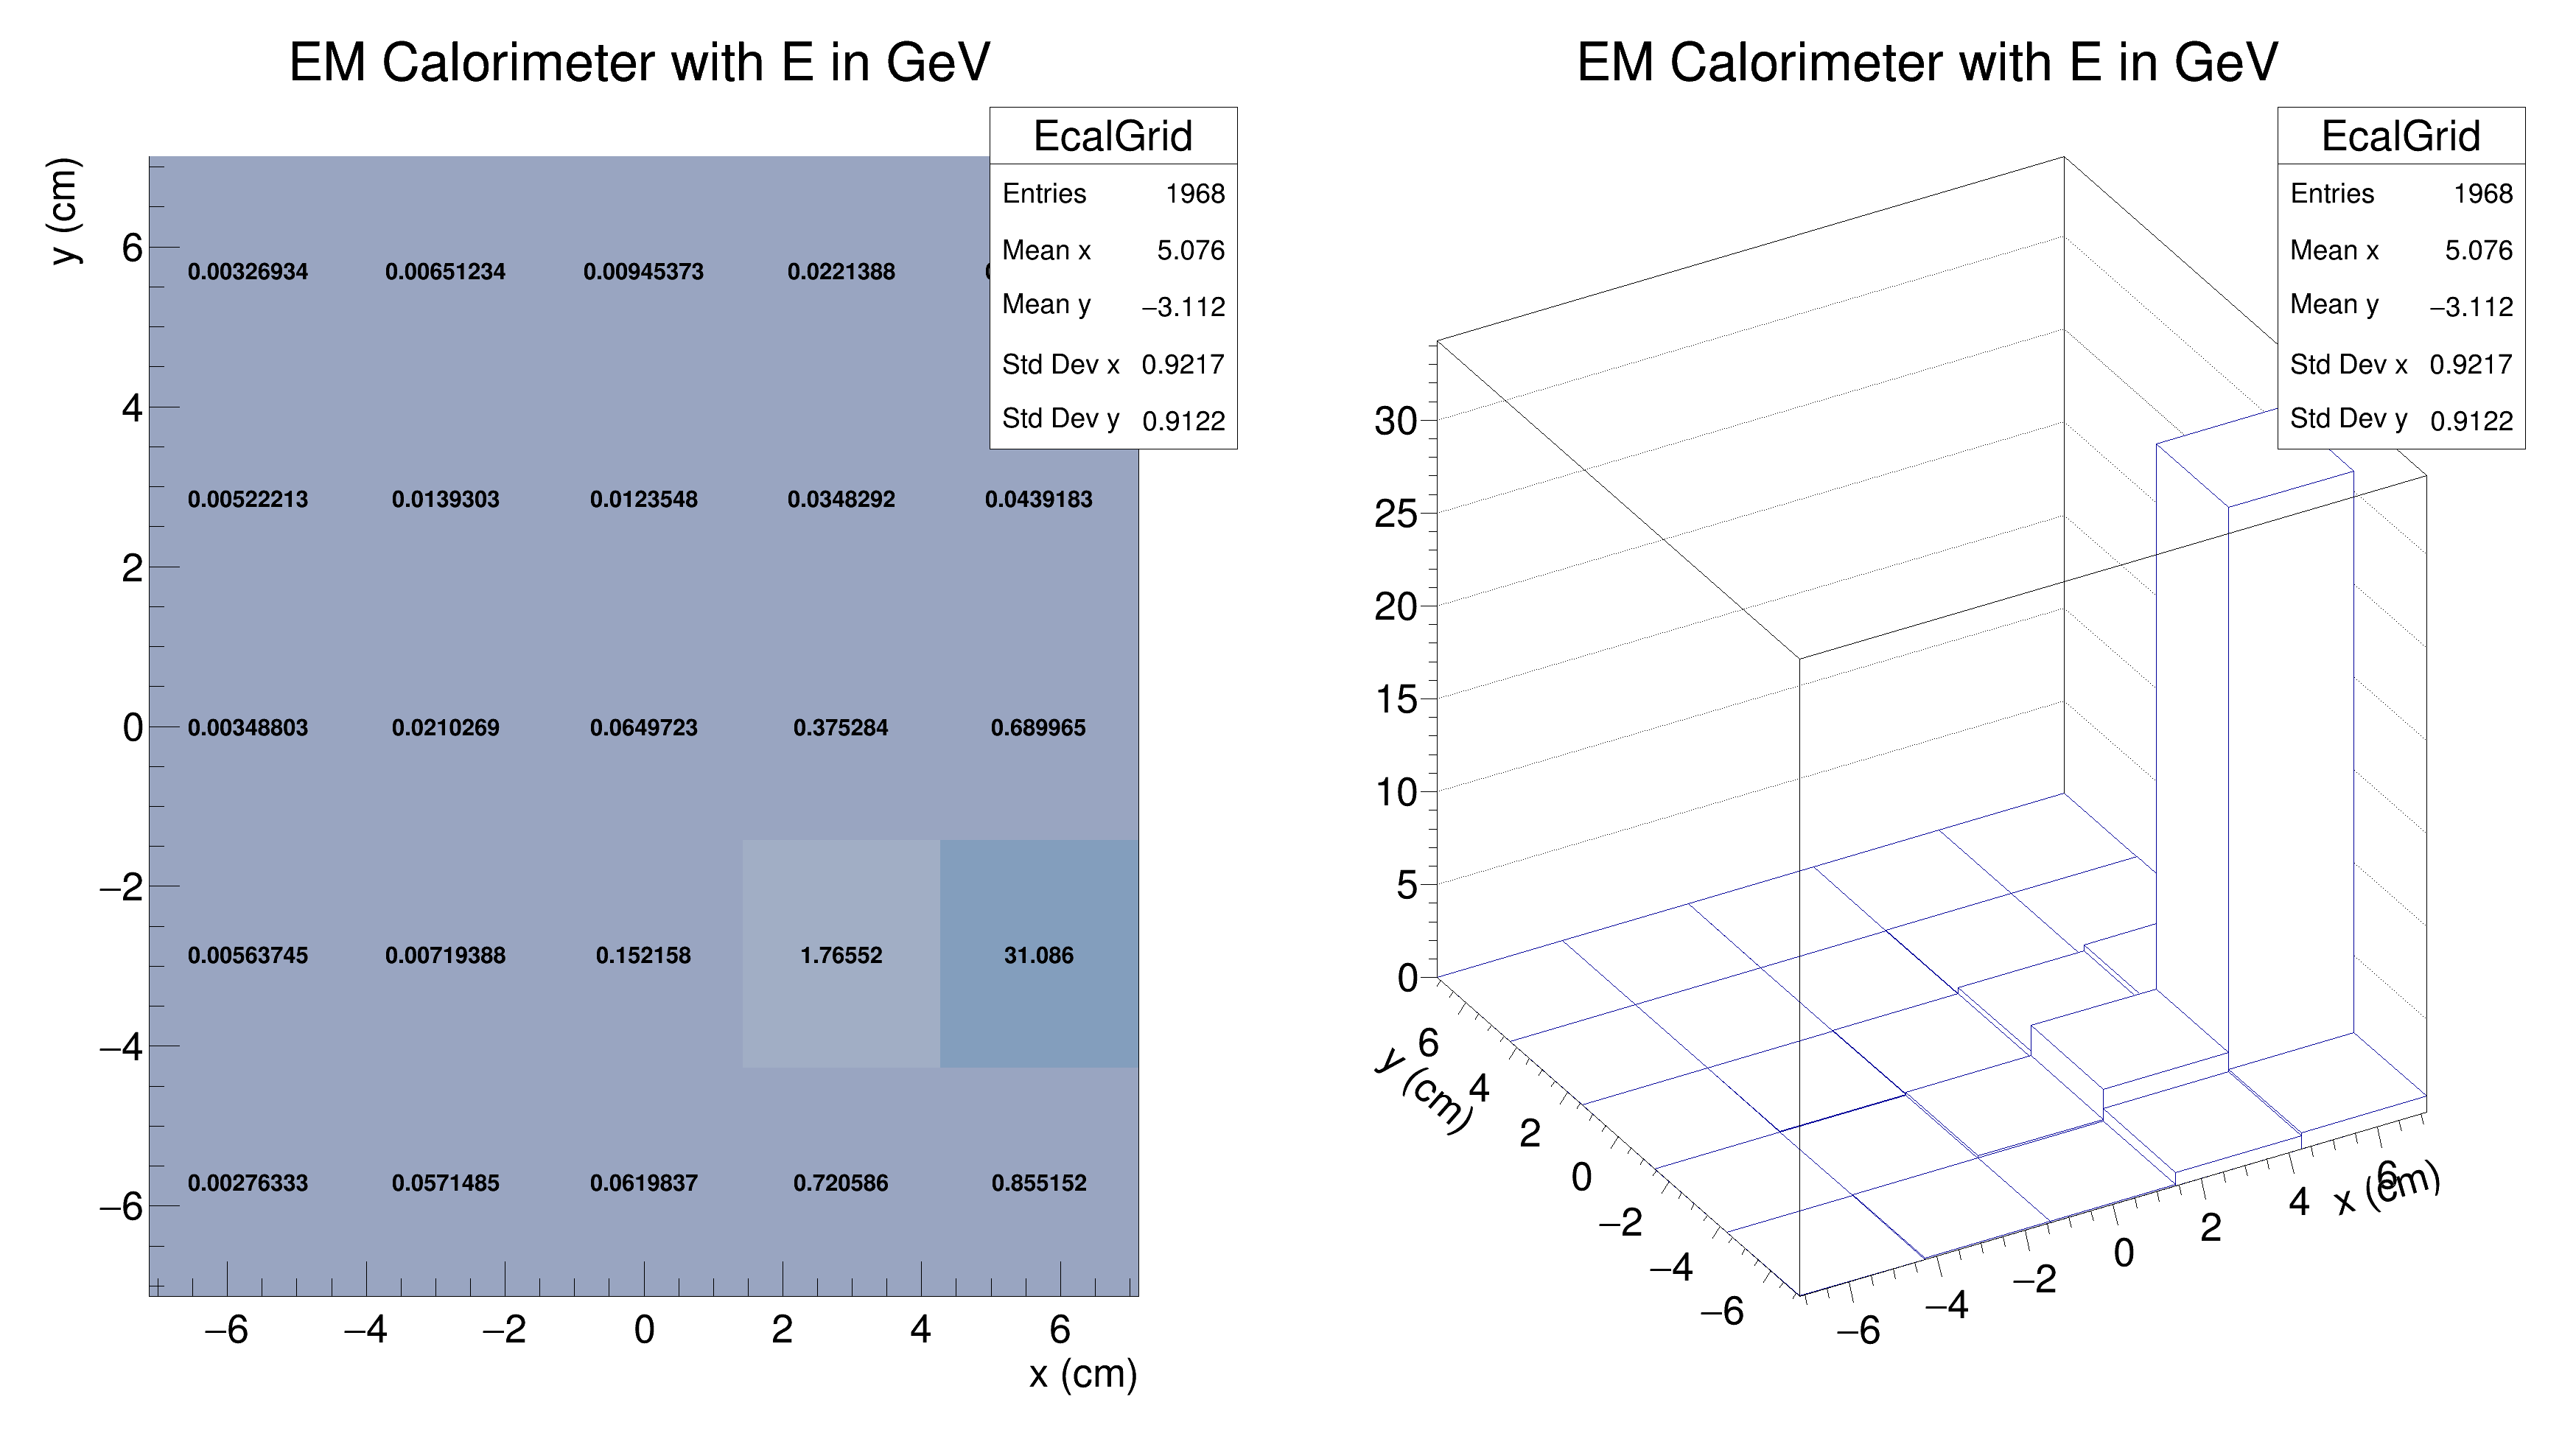 EM Calorimeter with E in GeV
EcalGrid
Entries 1968
Mean x 5.076
Mean y −3.112
Std Dev x 0.9217
Std Dev y 0.9122
y (cm)
6
4
2
0
−2
−4
−6
0.00326934 0.00651234 0.00945373 0.0221388
0.00522213 0.0139303 0.0123548 0.0348292 0.0439183
0.00348803 0.0210269 0.0649723 0.375284 0.689965
0.00563745 0.00719388 0.152158 1.76552 31.086
0.00276333 0.0571485 0.0619837 0.720586 0.855152
−6 −4 −2 0 2 4 6
x (cm)
EM Calorimeter with E in GeV
EcalGrid
Entries 1968
Mean x 5.076
Mean y −3.112
Std Dev x 0.9217
Std Dev y 0.9122
30
25
20
15
10
5
0
y (cm)
6
4
2
0
−2
−4
−6
−6 −4 −2 0 2 4 6
x (cm)